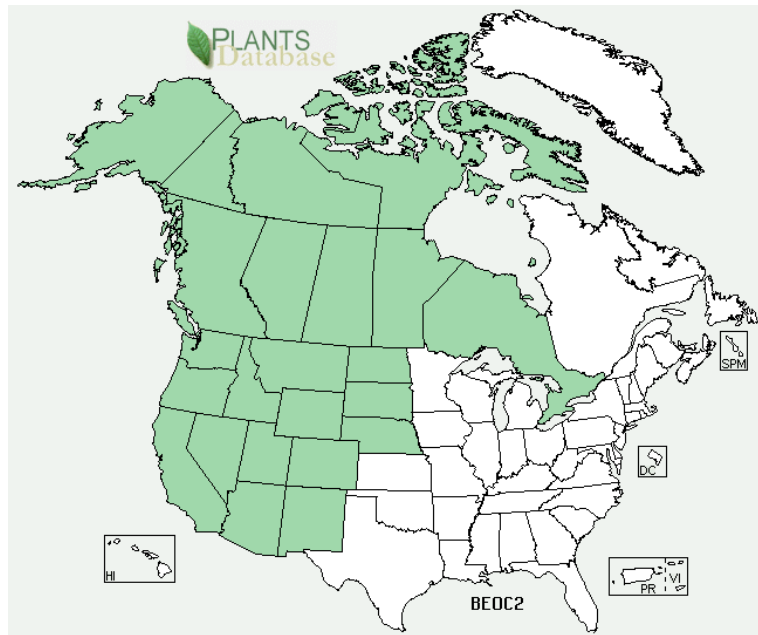 PLANTS
Database
SPM
DC
HI
PR
VI
BEOC2